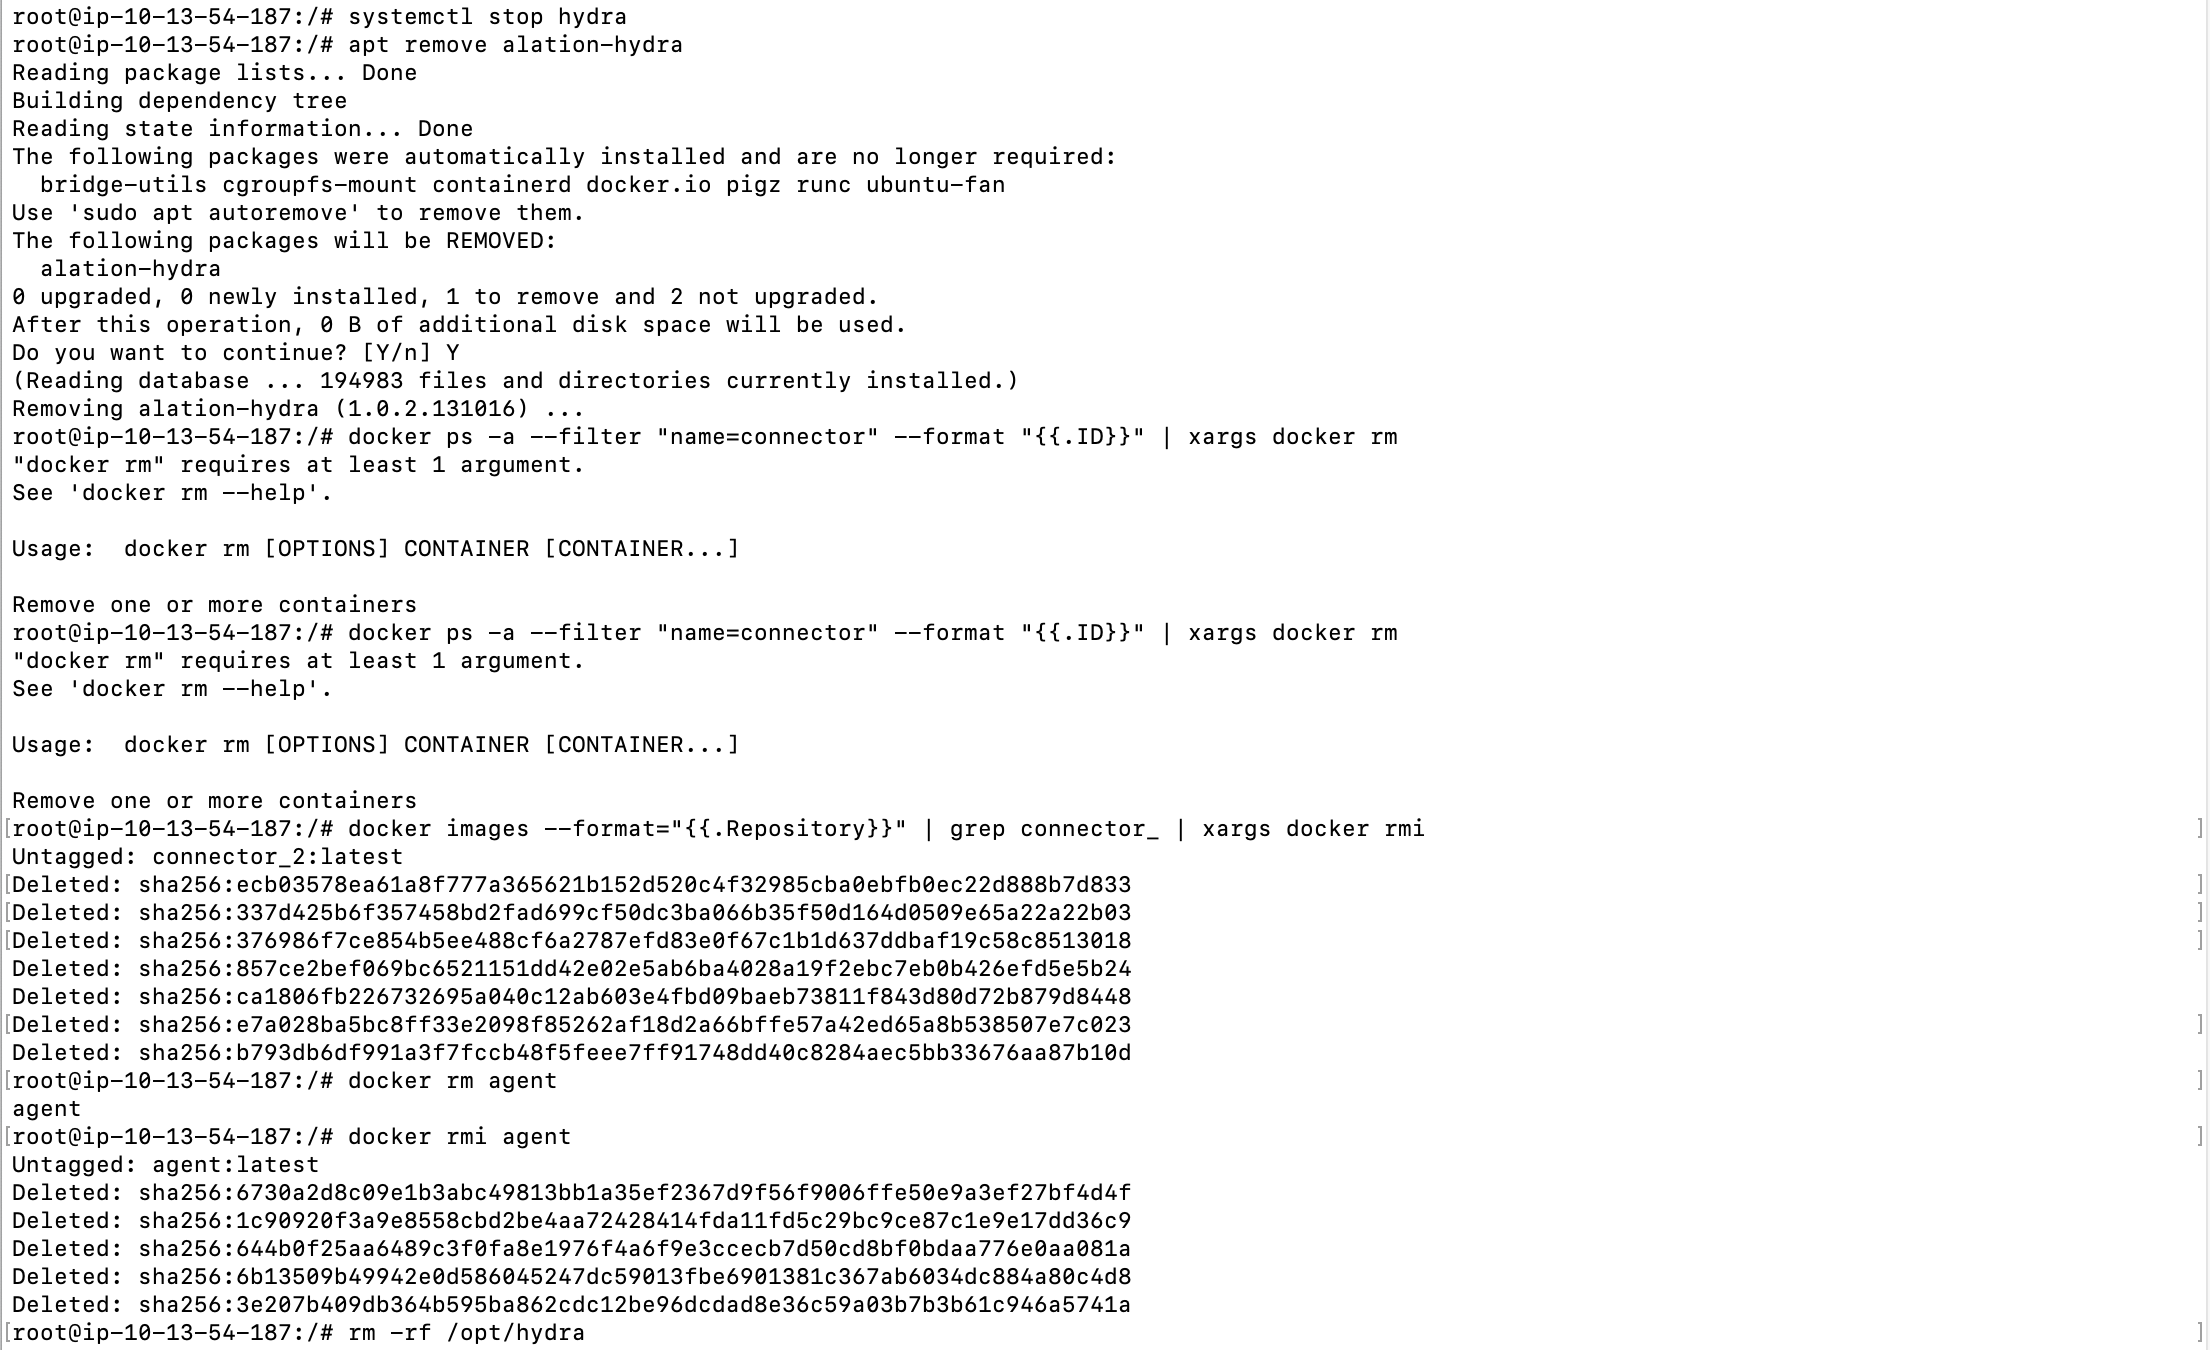 root@ip-10-13-54-187:/# systemctl stop hydra
root@ip-10-13-54-187:/# apt remove alation-hydra
Reading package lists... Done
Building dependency tree
Reading state information... Done
The following packages were automatically installed and are no longer required:
  bridge-utils cgroupfs-mount containerd docker.io pigz runc ubuntu-fan
Use 'sudo apt autoremove' to remove them.
The following packages will be REMOVED:
  alation-hydra
0 upgraded, 0 newly installed, 1 to remove and 2 not upgraded.
After this operation, 0 B of additional disk space will be used.
Do you want to continue? [Y/n] Y
(Reading database ... 194983 files and directories currently installed.)
Removing alation-hydra (1.0.2.131016) ...
root@ip-10-13-54-187:/# docker ps -a --filter "name=connector" --format "{{.ID}}" | xargs docker rm
"docker rm" requires at least 1 argument.
See 'docker rm --help'.

Usage:  docker rm [OPTIONS] CONTAINER [CONTAINER...]

Remove one or more containers
root@ip-10-13-54-187:/# docker ps -a --filter "name=connector" --format "{{.ID}}" | xargs docker rm
"docker rm" requires at least 1 argument.
See 'docker rm --help'.

Usage:  docker rm [OPTIONS] CONTAINER [CONTAINER...]

Remove one or more containers
[root@ip-10-13-54-187:/# docker images --format="{{.Repository}}" | grep connector_ | xargs docker rmi ]
Untagged: connector_2:latest
[Deleted: sha256:ecb03578ea61a8f777a365621b152d520c4f32985cba0ebfb0ec22d888b7d833 ]
[Deleted: sha256:337d425b6f357458bd2fad699cf50dc3ba066b35f50d164d0509e65a22a22b03 ]
[Deleted: sha256:376986f7ce854b5ee488cf6a2787efd83e0f67c1b1d637ddbaf19c58c8513018 ]
Deleted: sha256:857ce2bef069bc6521151dd42e02e5ab6ba4028a19f2ebc7eb0b426efd5e5b24
Deleted: sha256:ca1806fb226732695a040c12ab603e4fbd09baeb73811f843d80d72b879d8448
[Deleted: sha256:e7a028ba5bc8ff33e2098f85262af18d2a66bffe57a42ed65a8b538507e7c023 ]
Deleted: sha256:b793db6df991a3f7fccb48f5feee7ff91748dd40c8284aec5bb33676aa87b10d
[root@ip-10-13-54-187:/# docker rm agent ]
agent
[root@ip-10-13-54-187:/# docker rmi agent ]
Untagged: agent:latest
Deleted: sha256:6730a2d8c09e1b3abc49813bb1a35ef2367d9f56f9006ffe50e9a3ef27bf4d4f
Deleted: sha256:1c90920f3a9e8558cbd2be4aa72428414fda11fd5c29bc9ce87c1e9e17dd36c9
Deleted: sha256:644b0f25aa6489c3f0fa8e1976f4a6f9e3ccecb7d50cd8bf0bdaa776e0aa081a
Deleted: sha256:6b13509b49942e0d586045247dc59013fbe6901381c367ab6034dc884a80c4d8
Deleted: sha256:3e207b409db364b595ba862cdc12be96dcdad8e36c59a03b7b3b61c946a5741a
[root@ip-10-13-54-187:/# rm -rf /opt/hydra ]